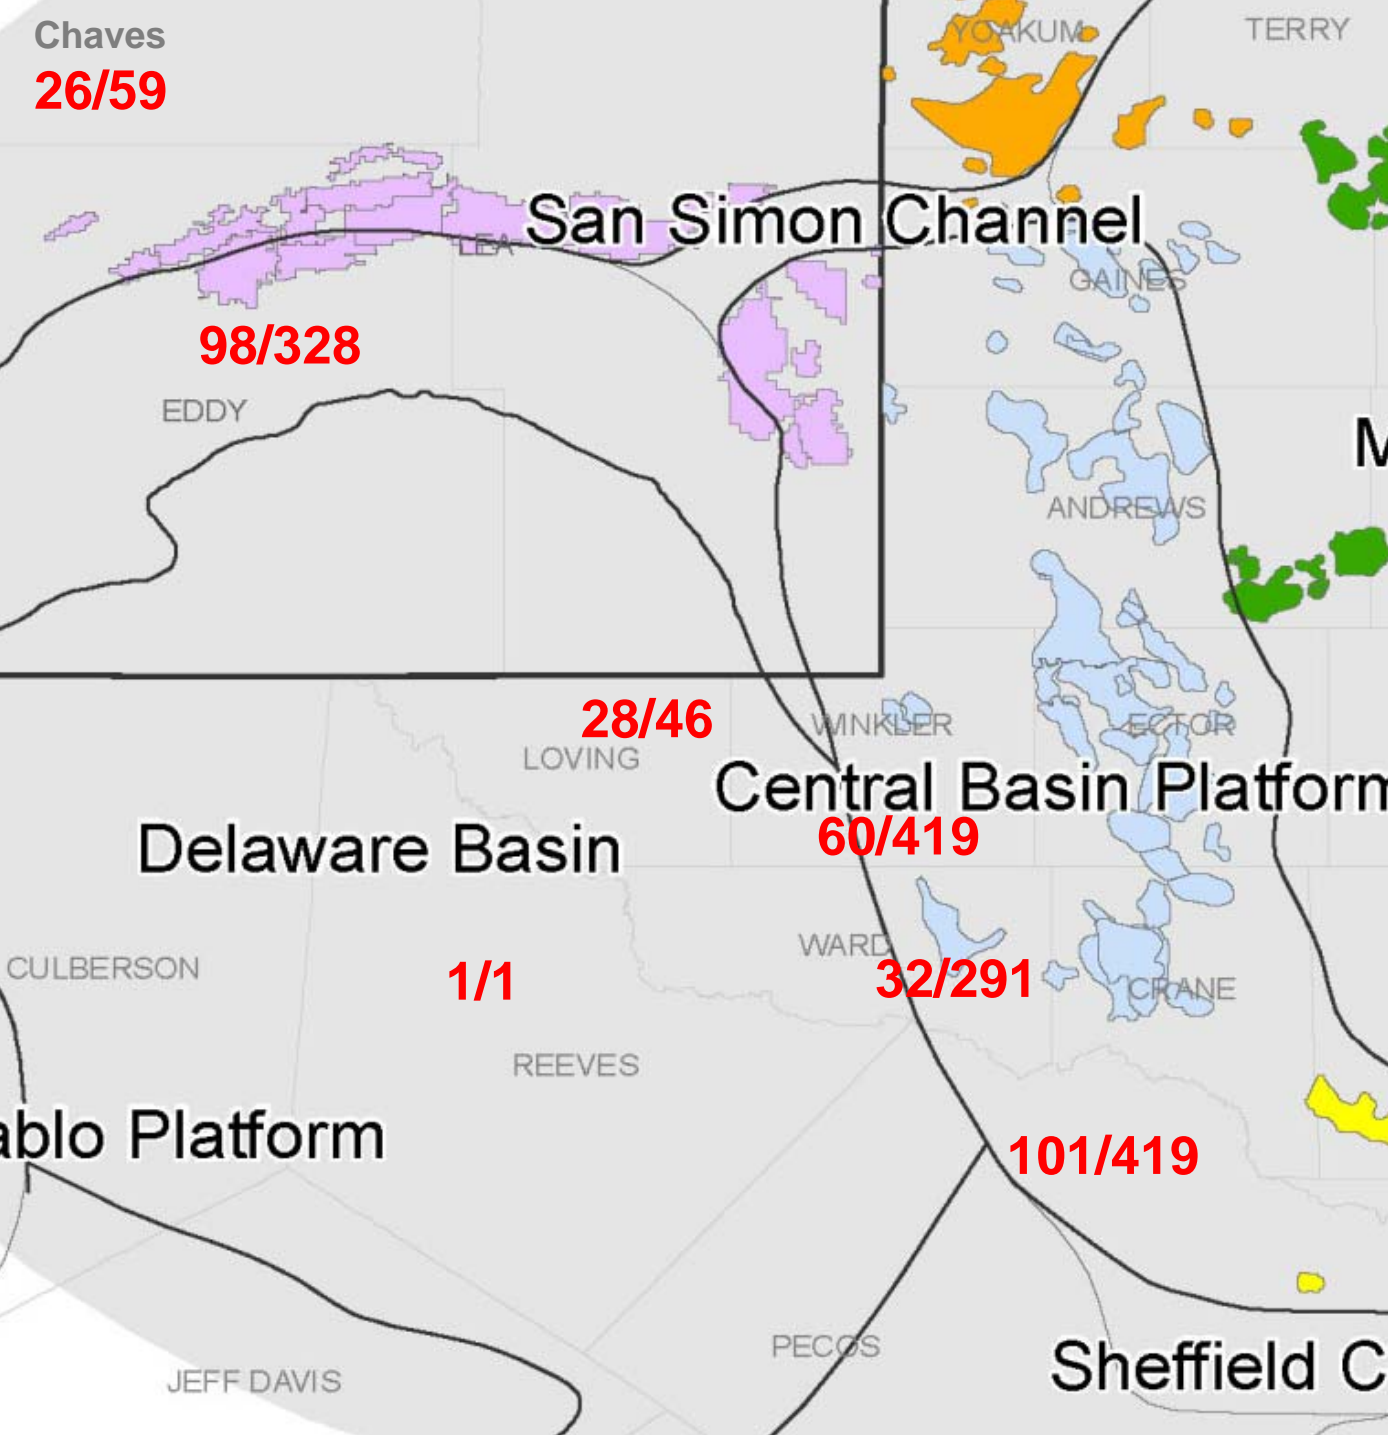 Chaves
26/59
YOAKUM
TERRY
San Simon Channel
LEA
GAINES
98/328
EDDY
M
ANDREWS
28/46
WINKLER
ECTOR
LOVING
Central Basin Platform
60/419
Delaware Basin
WARD
CULBERSON
1/1
32/291
CRANE
REEVES
ablo Platform
101/419
PECOS
Sheffield C
JEFF DAVIS